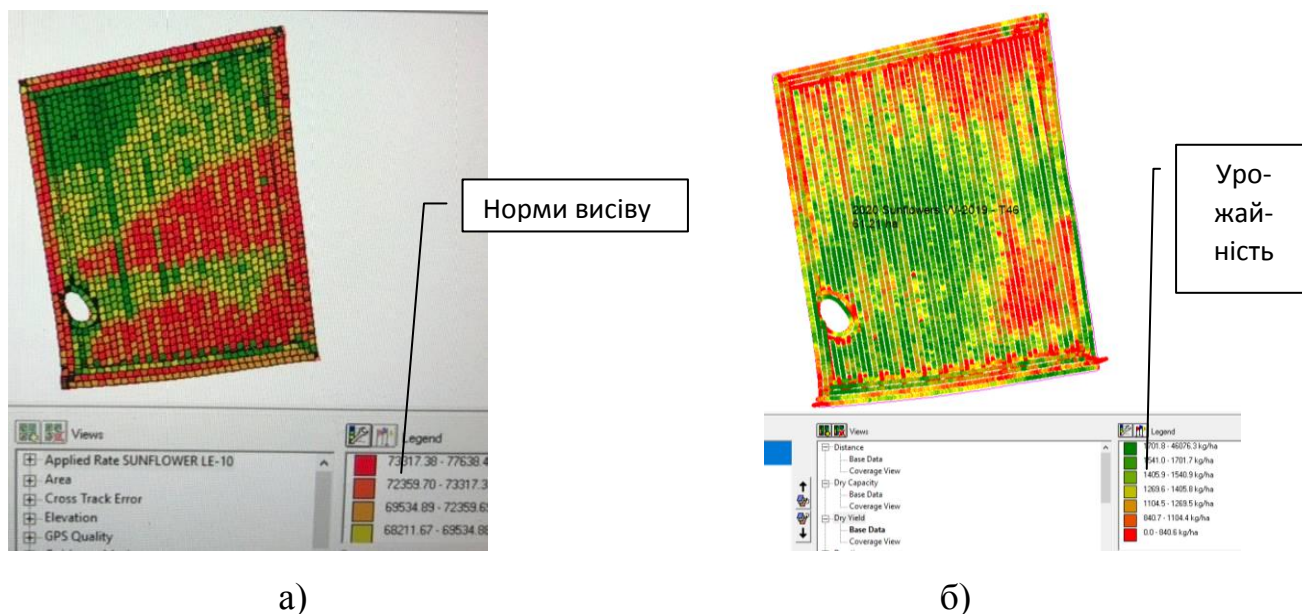 Норми висіву
Уро-
жай-
ність
2020 Sunflowers
T46
Views
Applied Rate SUNFLOWER LE-10
Area
Cross Track Error
Elevation
GPS Quality
Legend
73317.38 - 77638.4
72359.70 - 73317.3
69534.89 - 72359.6
68211.67 - 69534.88
Views
Distance
Base Data
Coverage View
Dry Capacity
Base Data
Coverage View
Dry Yield
Base Data
Coverage View
Legend
1701.8 - 46876.3 kg/ha
1541.0 - 1701.7 kg/ha
1405.9 - 1540.9 kg/ha
1269.6 - 1405.8 kg/ha
1104.5 - 1269.5 kg/ha
840.7 - 1104.4 kg/ha
0.0 - 840.6 kg/ha
а)
б)